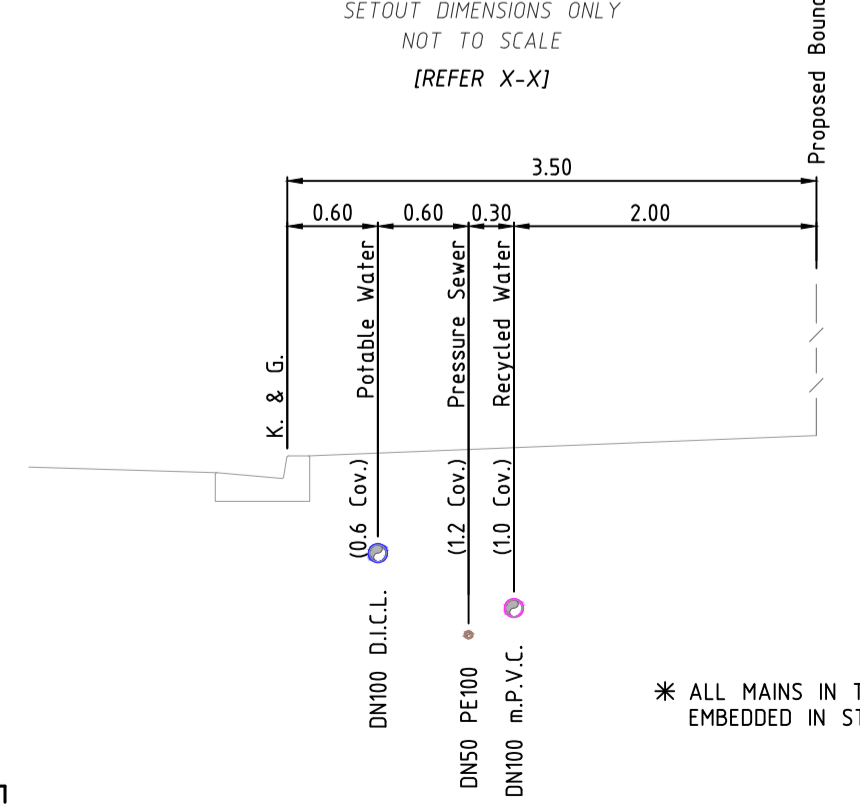 SETOUT DIMENSIONS ONLY
NOT TO SCALE
[REFER X-X]
Proposed
3.50
0.60
0.60
0.30
2.00
K. & G.
Potable Water
Pressure Sewer
Recycled Water
(0.6 Cov.)
(1.2 Cov.)
(1.0 Cov.)
DN100 D.I.C.L.
DN50 PE100
DN100 m.P.V.C.
* ALL MAINS IN
EMBEDDED IN